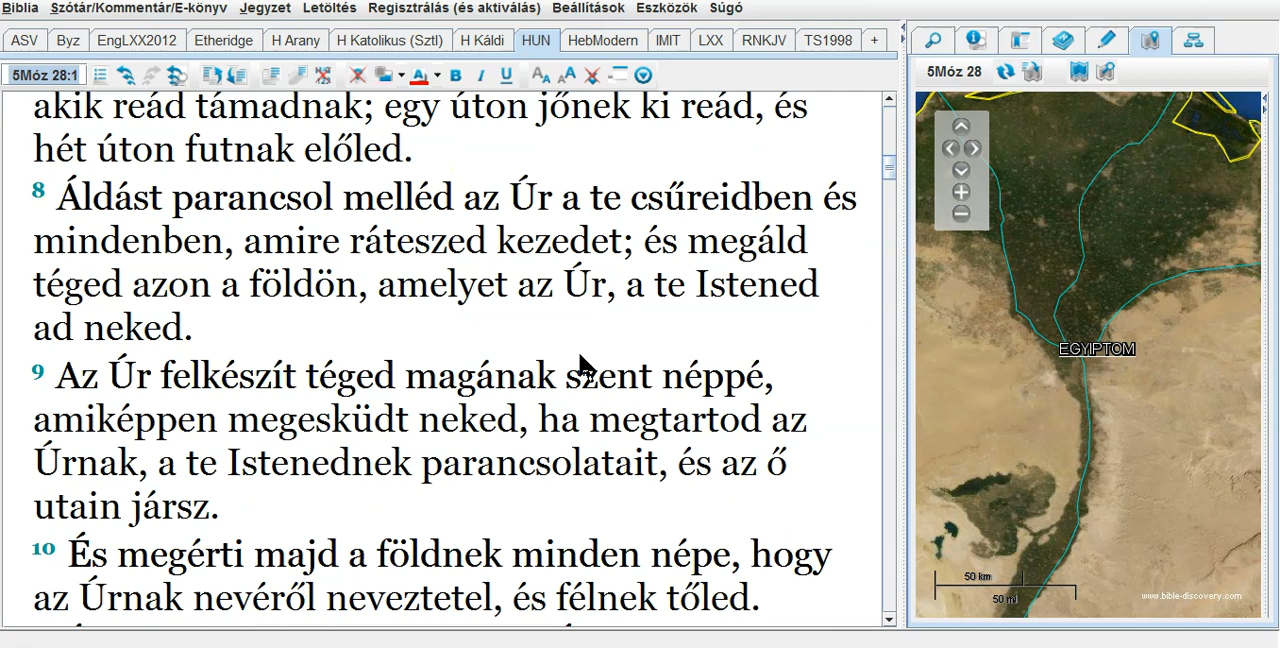 Biblia Szótár/Kommentár/E-könyv Jegyzet Letöltés Regisztrálás (és aktiválás) Beállítások Eszközök Súgó
ASV Byz EngLXX2012 Etheridge H Arany H Katolikus (Sztl) H Káldi HUN HebModern IMIT LXX RNKJV TS1998 +
5Móz 28:1
akik reád támadnak; egy úton jőnek ki reád, és
hét úton futnak előled.
8 Áldást parancsol melléd az Úr a te csűreidben és
mindenben, amire ráteszed kezedet; és megáld
téged azon a földön, amelyet az Úr, a te Istened
ad neked.
9 Az Úr felkészít téged magának szent néppé,
amiképpen megesküdt neked, ha megtartod az
Úrnak, a te Istenednek parancsolatait, és az ő
utain jársz.
10 És megérti majd a földnek minden népe, hogy
az Úrnak nevéről neveztetel, és félnek tőled.
5Móz 28
EGYIPTOM
50 km
50 mi
www.bible-discovery.com